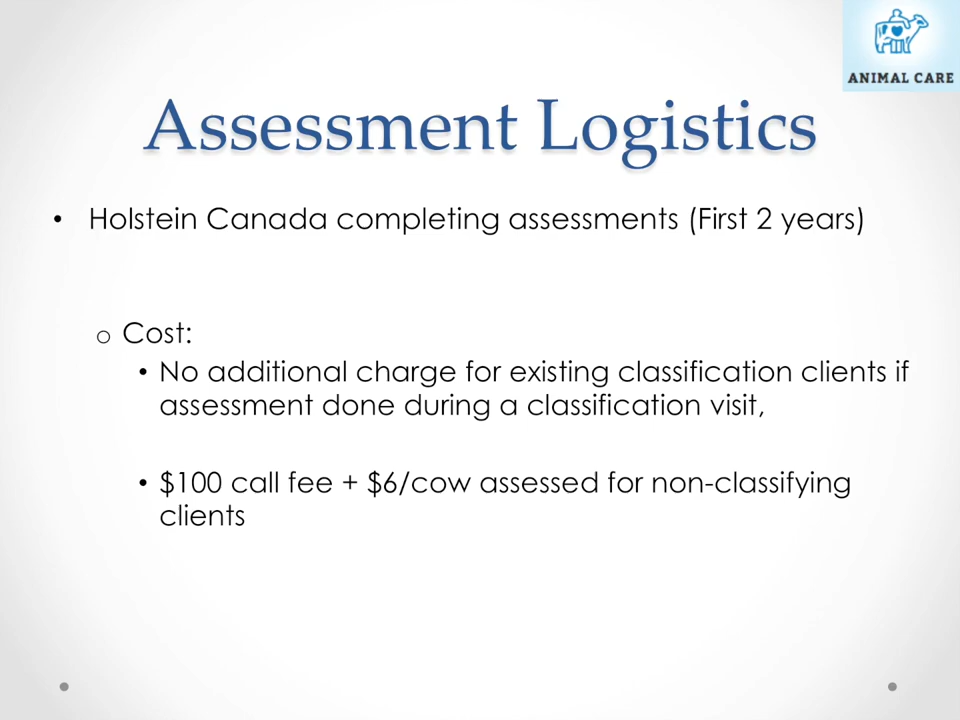 ANIMAL CARE
Assessment Logistics
• Holstein Canada completing assessments (First 2 years)
o Cost:
• No additional charge for existing classification clients if
assessment done during a classification visit,
• $100 call fee + $6/cow assessed for non-classifying
clients